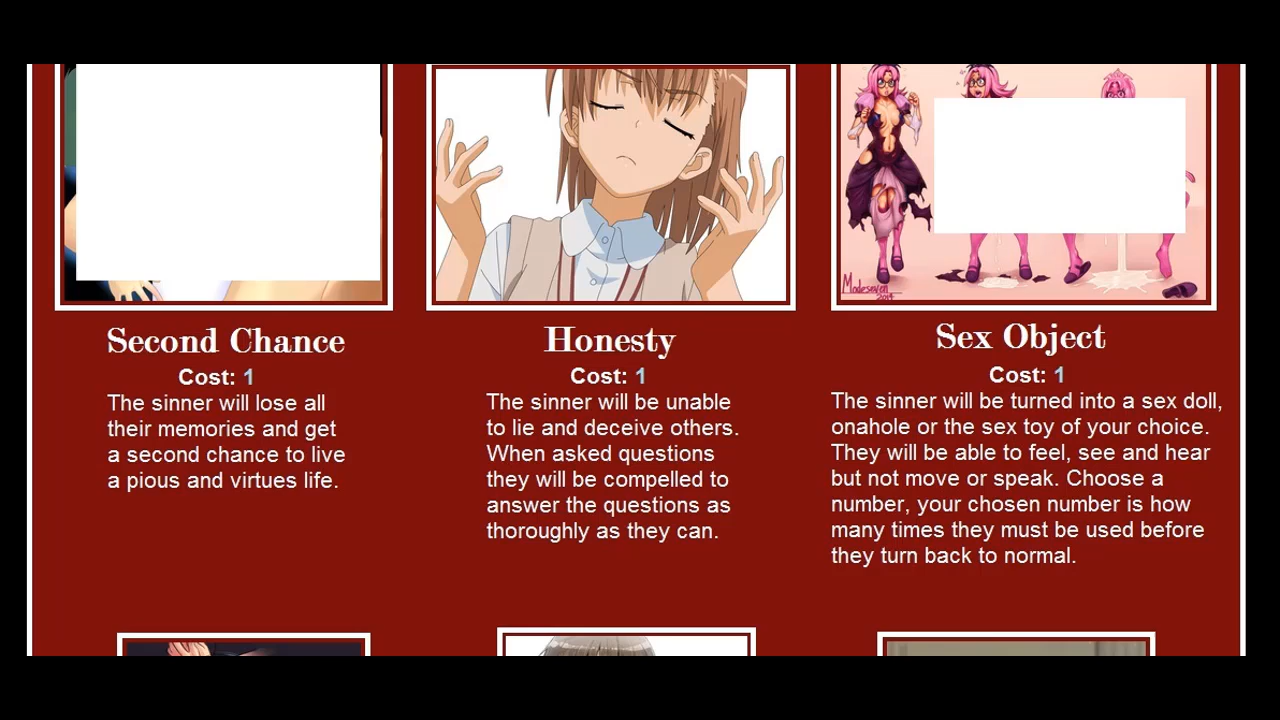 Modeseven
2014
Second Chance
Cost: 1
The sinner will lose all
their memories and get
a second chance to live
a pious and virtues life.
Honesty
Cost: 1
The sinner will be unable
to lie and deceive others.
When asked questions
they will be compelled to
answer the questions as
thoroughly as they can.
Sex Object
Cost: 1
The sinner will be turned into a sex doll,
onahole or the sex toy of your choice.
They will be able to feel, see and hear
but not move or speak. Choose a
number, your chosen number is how
many times they must be used before
they turn back to normal.